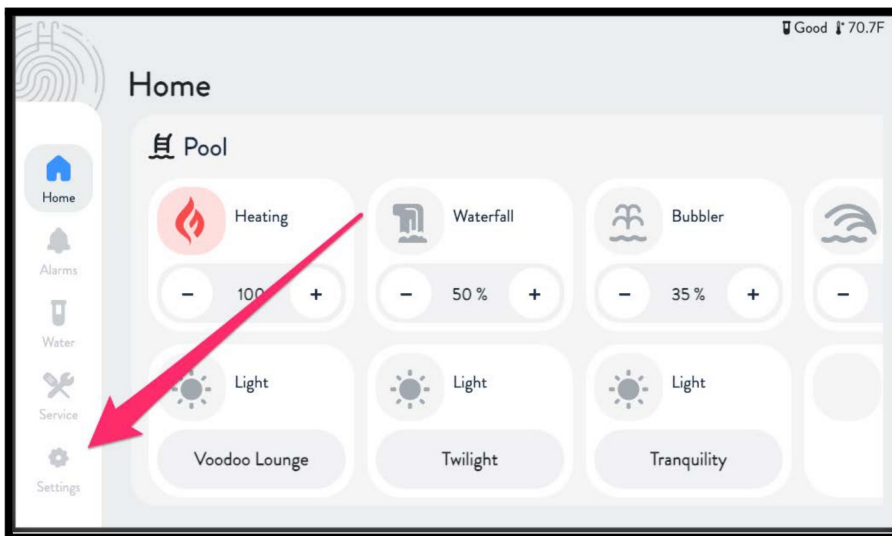 Good 70.7F
Home
Pool
Home
Alarms
Water
Service
Settings
Heating
Waterfall
Bubbler
- 100 +
- 50 % +
- 35 % +
-
Light
Light
Light
Voodoo Lounge
Twilight
Tranquility